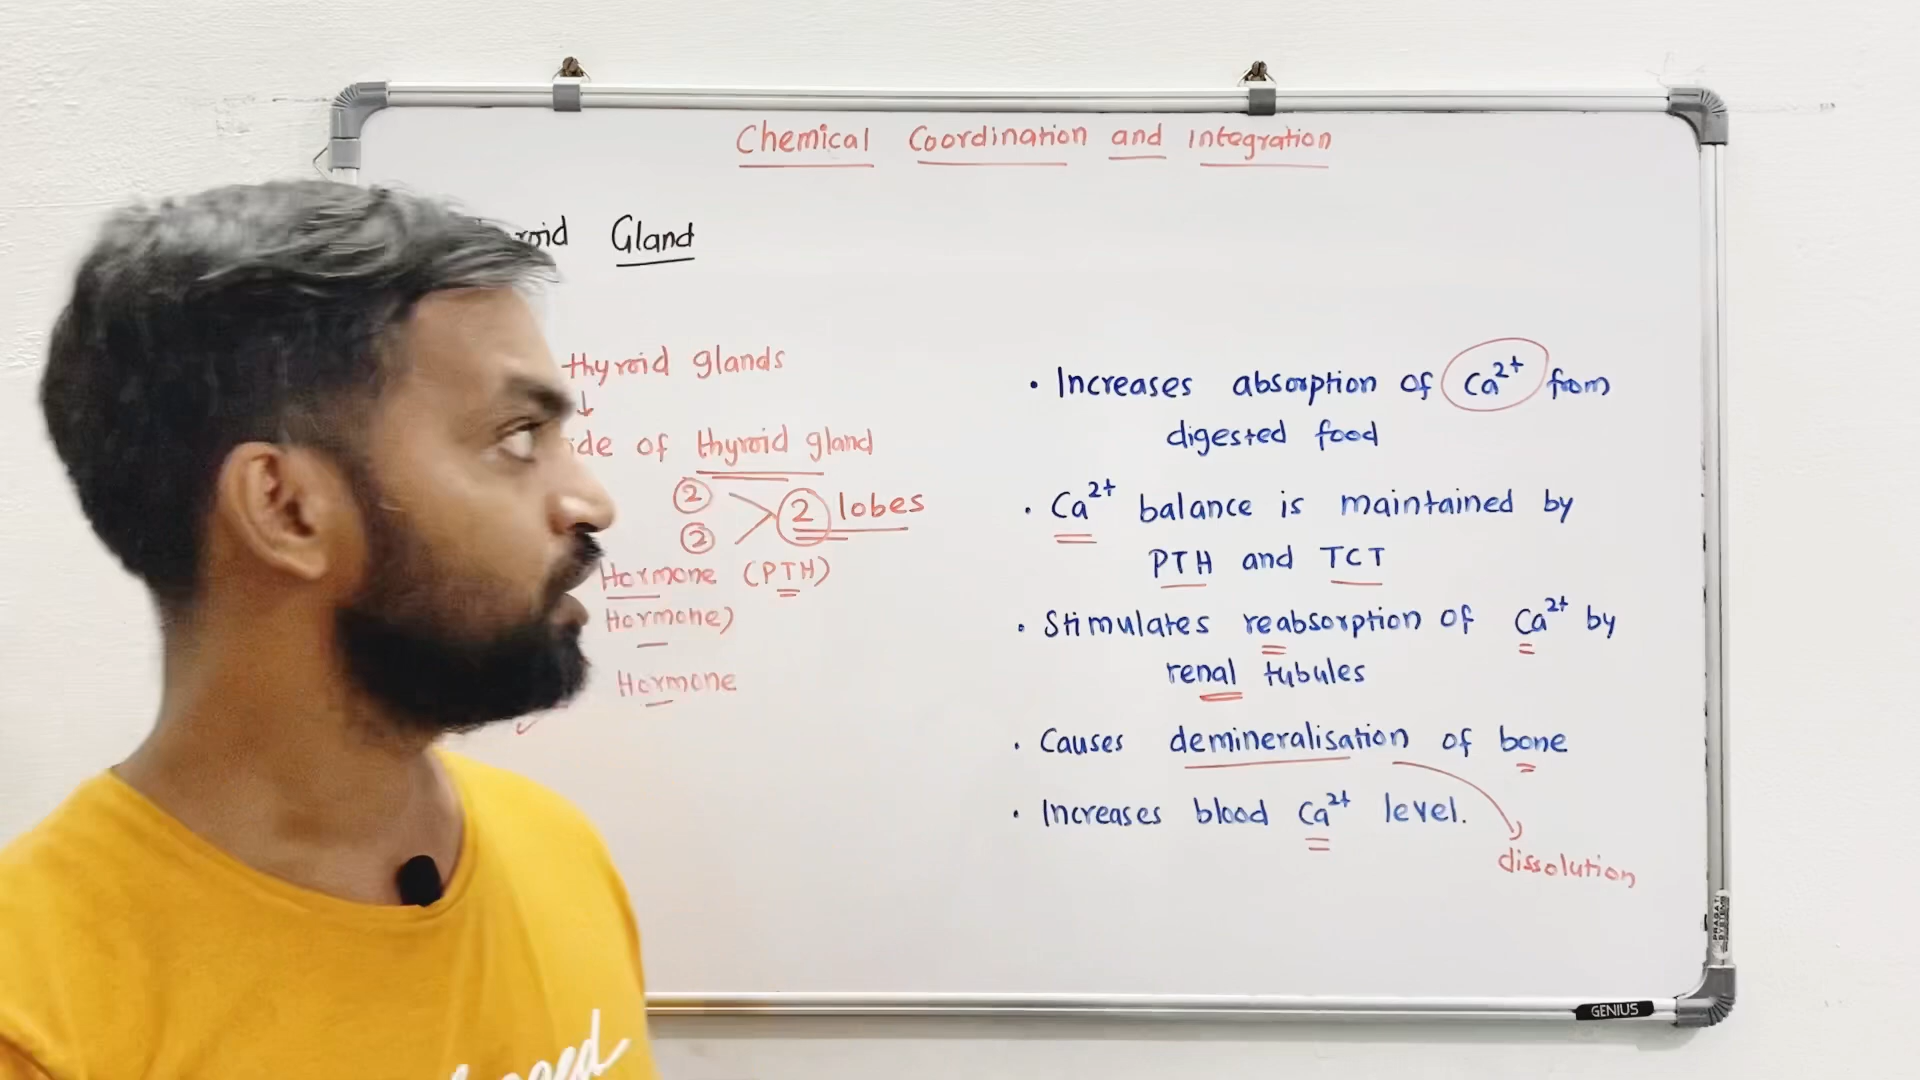 Chemical Coordination and Integration
Gland
thyroid glands
↓
of thyroid gland
2
2 lobes
2
Hormone (PTH)
Hormone)
Hormone
• Increases absorption of Ca²⁺ from
digested food
• Ca²⁺ balance is maintained by
PTH and TCT
• Stimulates reabsorption of Ca²⁺ by
renal tubules
• Causes demineralisation of bone
• Increases blood Ca²⁺ level.
dissolution
PRAGATI SYSTEMS
GENIUS